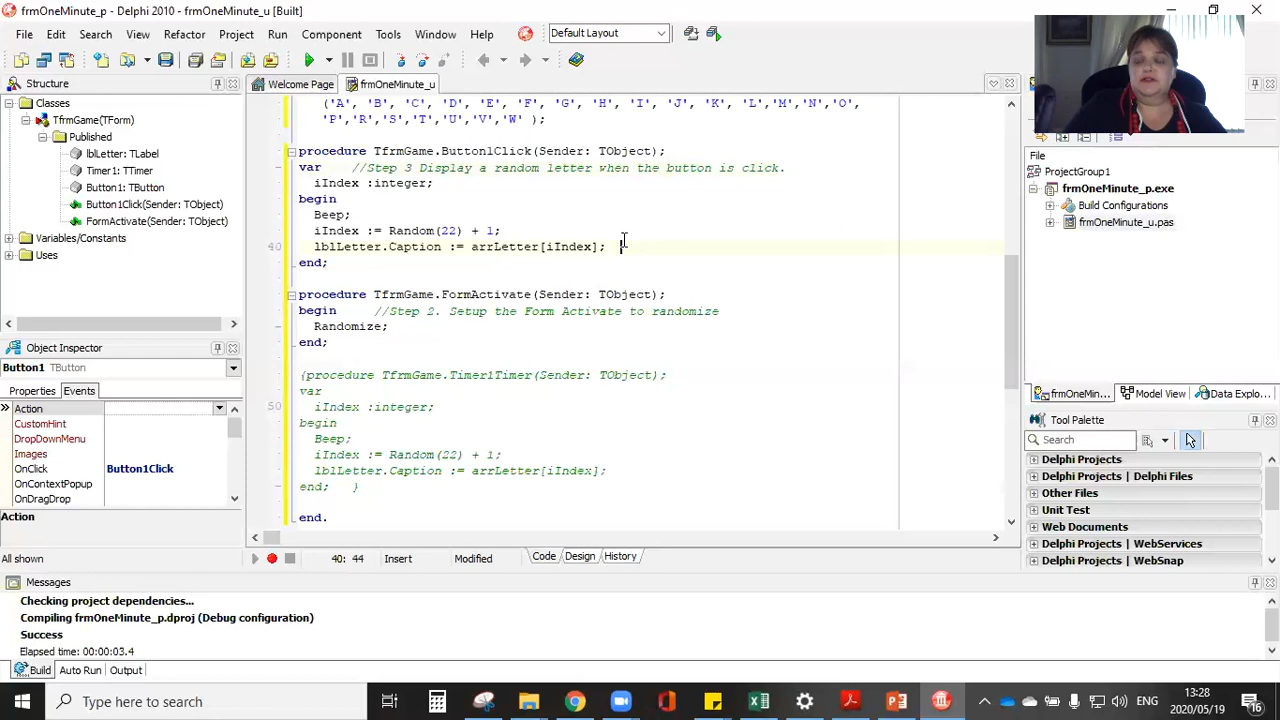 frmOneMinute_p - Delphi 2010 - frmOneMinute_u [Built]
File Edit Search View Refactor Project Run Component Tools Window Help Default Layout
Structure
Welcome Page frmOneMinute_u
Classes
TfrmGame(TForm)
Published
lblLetter: TLabel
Timer1: TTimer
Button1: TButton
Button1Click(Sender: TObject)
FormActivate(Sender: TObject)
Variables/Constants
Uses
Object Inspector
Button1 TButton
Properties Events
Action
CustomHint
DropDownMenu
Images
OnClick Button1Click
OnContextPopup
OnDragDrop
Action
All shown
('A', 'B', 'C', 'D', 'E', 'F', 'G', 'H', 'I', 'J', 'K', 'L','M','N','O',
'P','R','S','T','U','V','W' );
procedure TfrmGame.Button1Click(Sender: TObject);
var //Step 3 Display a random letter when the button is click.
iIndex :integer;
begin
Beep;
iIndex := Random(22) + 1;
40 lblLetter.Caption := arrLetter[iIndex];
end;
procedure TfrmGame.FormActivate(Sender: TObject);
begin //Step 2. Setup the Form Activate to randomize
Randomize;
end;
{procedure TfrmGame.Timer1Timer(Sender: TObject);
var
50 iIndex :integer;
begin
Beep;
iIndex := Random(22) + 1;
lblLetter.Caption := arrLetter[iIndex];
end; }
end.
40: 44 Insert Modified Code Design History
File
ProjectGroup1
frmOneMinute_p.exe
Build Configurations
frmOneMinute_u.pas
frmOneMin... Model View Data Explo...
Tool Palette
Search
Delphi Projects
Delphi Projects | Delphi Files
Other Files
Unit Test
Web Documents
Delphi Projects | WebServices
Delphi Projects | WebSnap
Messages
Checking project dependencies...
Compiling frmOneMinute_p.dproj (Debug configuration)
Success
Elapsed time: 00:00:03.4
Build Auto Run Output
Type here to search
ENG
13:28
2020/05/19
16